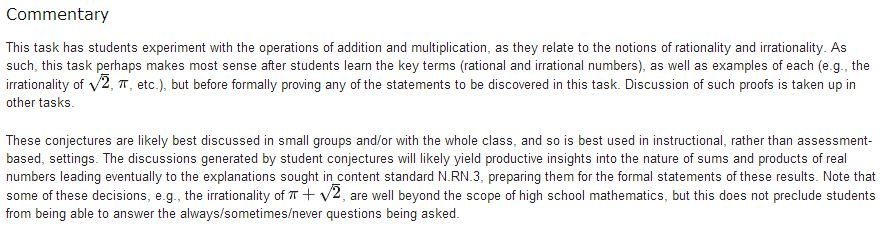 Commentary
This task has students experiment with the operations of addition and multiplication, as they relate to the notions of rationality and irrationality. As
such, this task perhaps makes most sense after students learn the key terms (rational and irrational numbers), as well as examples of each (e.g., the
irrationality of √2, π, etc.), but before formally proving any of the statements to be discovered in this task. Discussion of such proofs is taken up in
other tasks.
These conjectures are likely best discussed in small groups and/or with the whole class, and so is best used in instructional, rather than assessment-
based, settings. The discussions generated by student conjectures will likely yield productive insights into the nature of sums and products of real
numbers leading eventually to the explanations sought in content standard N.RN.3, preparing them for the formal statements of these results. Note that
some of these decisions, e.g., the irrationality of π + √2, are well beyond the scope of high school mathematics, but this does not preclude students
from being able to answer the always/sometimes/never questions being asked.